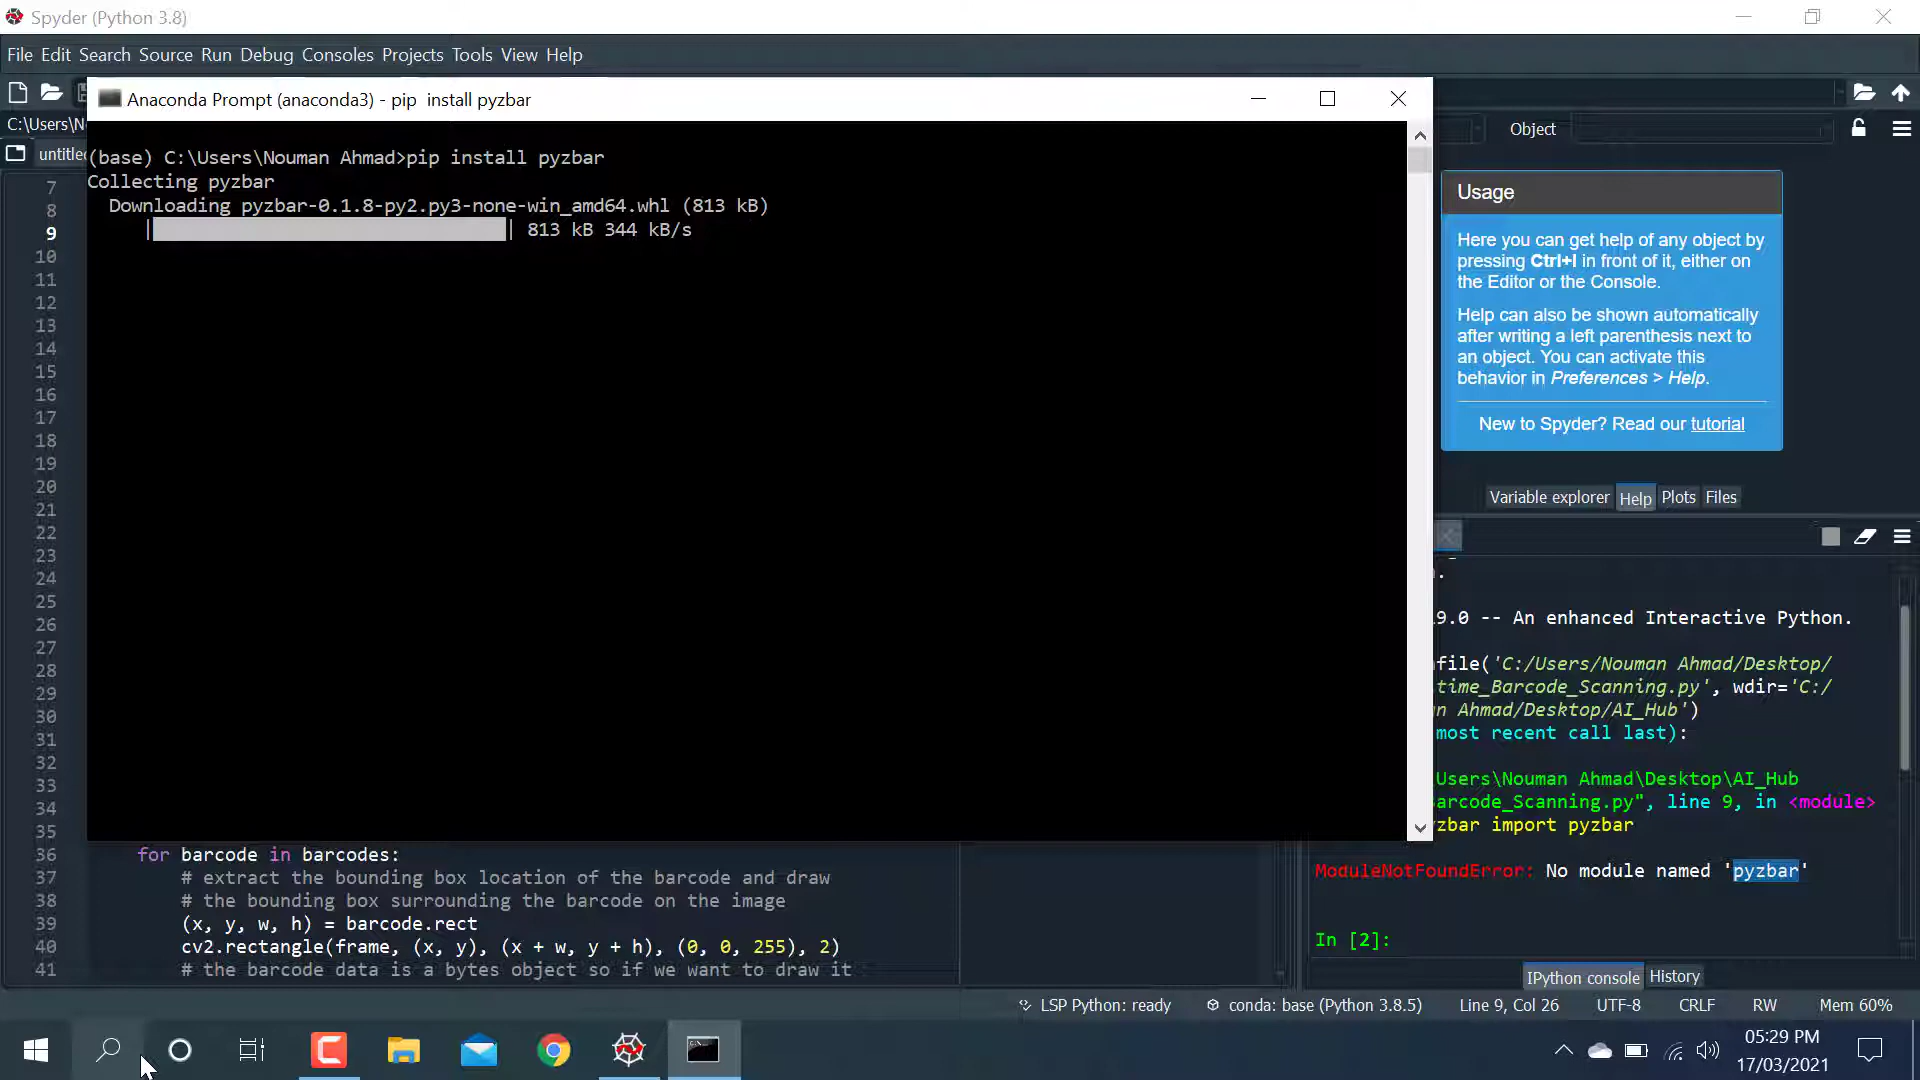 Spyder (Python 3.8)
File Edit Search Source Run Debug Consoles Projects Tools View Help
Anaconda Prompt (anaconda3) - pip  install pyzbar
C:\Users\N
Object
(base) C:\Users\Nouman Ahmad>pip install pyzbar
Collecting pyzbar
Downloading pyzbar-0.1.8-py2.py3-none-win_amd64.whl (813 kB)
| | 813 kB 344 kB/s
Usage
Here you can get help of any object by
pressing Ctrl+I in front of it, either on
the Editor or the Console.
Help can also be shown automatically
after writing a left parenthesis next to
an object. You can activate this
behavior in Preferences > Help.
New to Spyder? Read our tutorial
Variable explorer Help Plots Files
7
8
9
10
11
12
13
14
15
16
17
18
19
20
21
22
23
24
25
26
27
28
29
30
31
32
33
34
35
36 for barcode in barcodes:
37 # extract the bounding box location of the barcode and draw
38 # the bounding box surrounding the barcode on the image
39 (x, y, w, h) = barcode.rect
40 cv2.rectangle(frame, (x, y), (x + w, y + h), (0, 0, 255), 2)
41 # the barcode data is a bytes object so if we want to draw it
9.0 -- An enhanced Interactive Python.
nfile('C:/Users/Nouman Ahmad/Desktop/
time_Barcode_Scanning.py', wdir='C:/
n Ahmad/Desktop/AI_Hub')
most recent call last):
Users\Nouman Ahmad\Desktop\AI_Hub
arcode_Scanning.py", line 9, in <module>
zbar import pyzbar
ModuleNotFoundError: No module named 'pyzbar'
In [2]:
IPython console History
LSP Python: ready conda: base (Python 3.8.5) Line 9, Col 26 UTF-8 CRLF RW Mem 60%
05:29 PM
17/03/2021